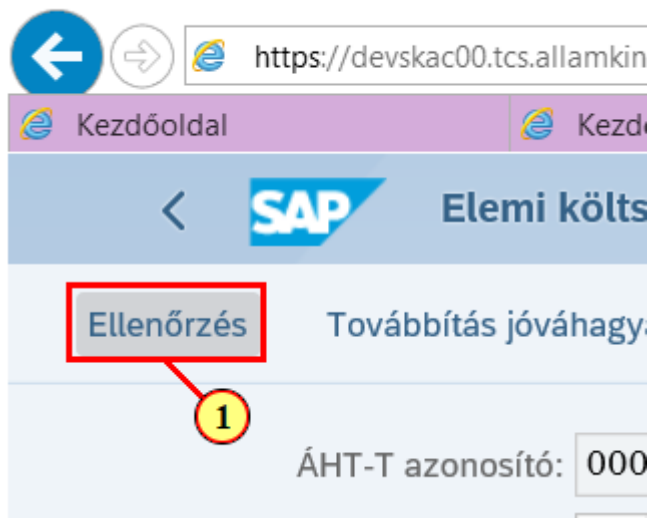 https://devskac00.tcs.allamkin
Kezdőoldal Kezd
SAP Elemi költs
Ellenőrzés Továbbítás jóváhagy
1
ÁHT-T azonosító: 000